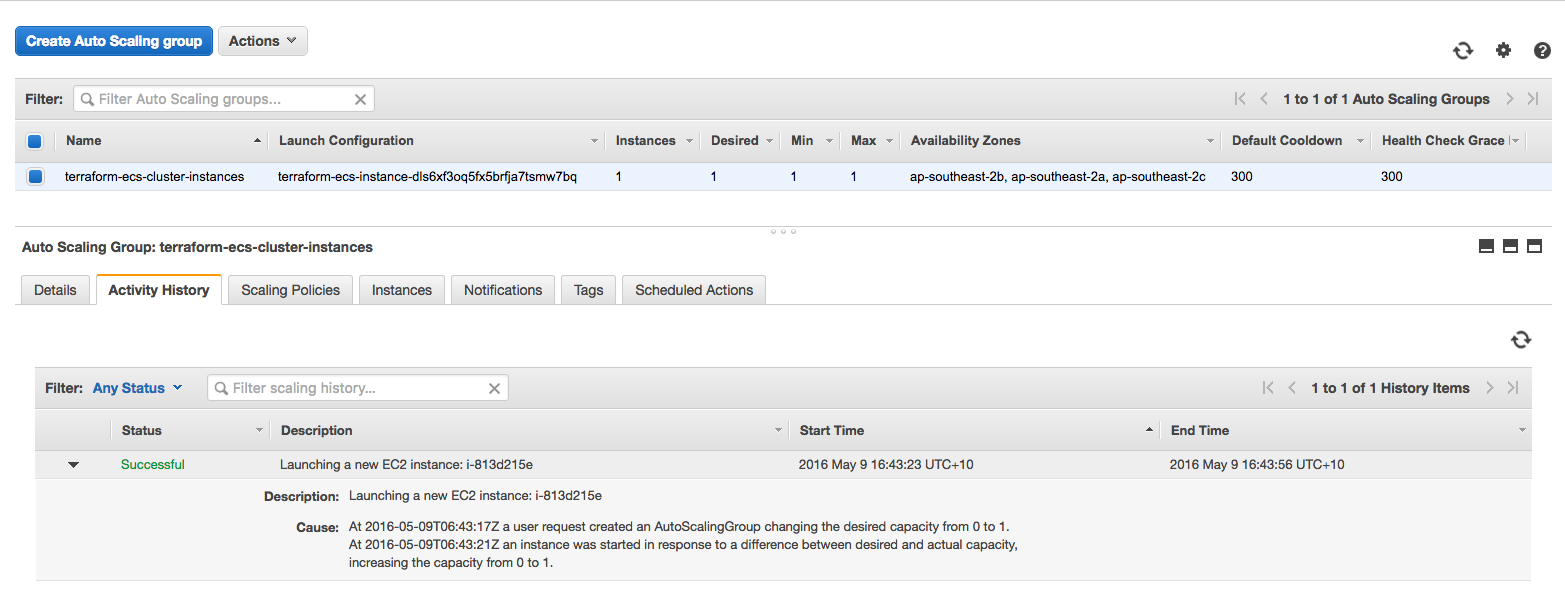 Create Auto Scaling group Actions
Filter: Filter Auto Scaling groups... 1 to 1 of 1 Auto Scaling Groups
Name Launch Configuration Instances Desired Min Max Availability Zones Default Cooldown Health Check Grace
terraform-ecs-cluster-instances terraform-ecs-instance-dls6xf3oq5fx5brfja7tsmw7bq 1 1 1 1 ap-southeast-2b, ap-southeast-2a, ap-southeast-2c 300 300
Auto Scaling Group: terraform-ecs-cluster-instances
Details Activity History Scaling Policies Instances Notifications Tags Scheduled Actions
Filter: Any Status Filter scaling history... 1 to 1 of 1 History Items
Status Description Start Time End Time
Successful Launching a new EC2 instance: i-813d215e 2016 May 9 16:43:23 UTC+10 2016 May 9 16:43:56 UTC+10
Description: Launching a new EC2 instance: i-813d215e
Cause: At 2016-05-09T06:43:17Z a user request created an AutoScalingGroup changing the desired capacity from 0 to 1.
At 2016-05-09T06:43:21Z an instance was started in response to a difference between desired and actual capacity,
increasing the capacity from 0 to 1.